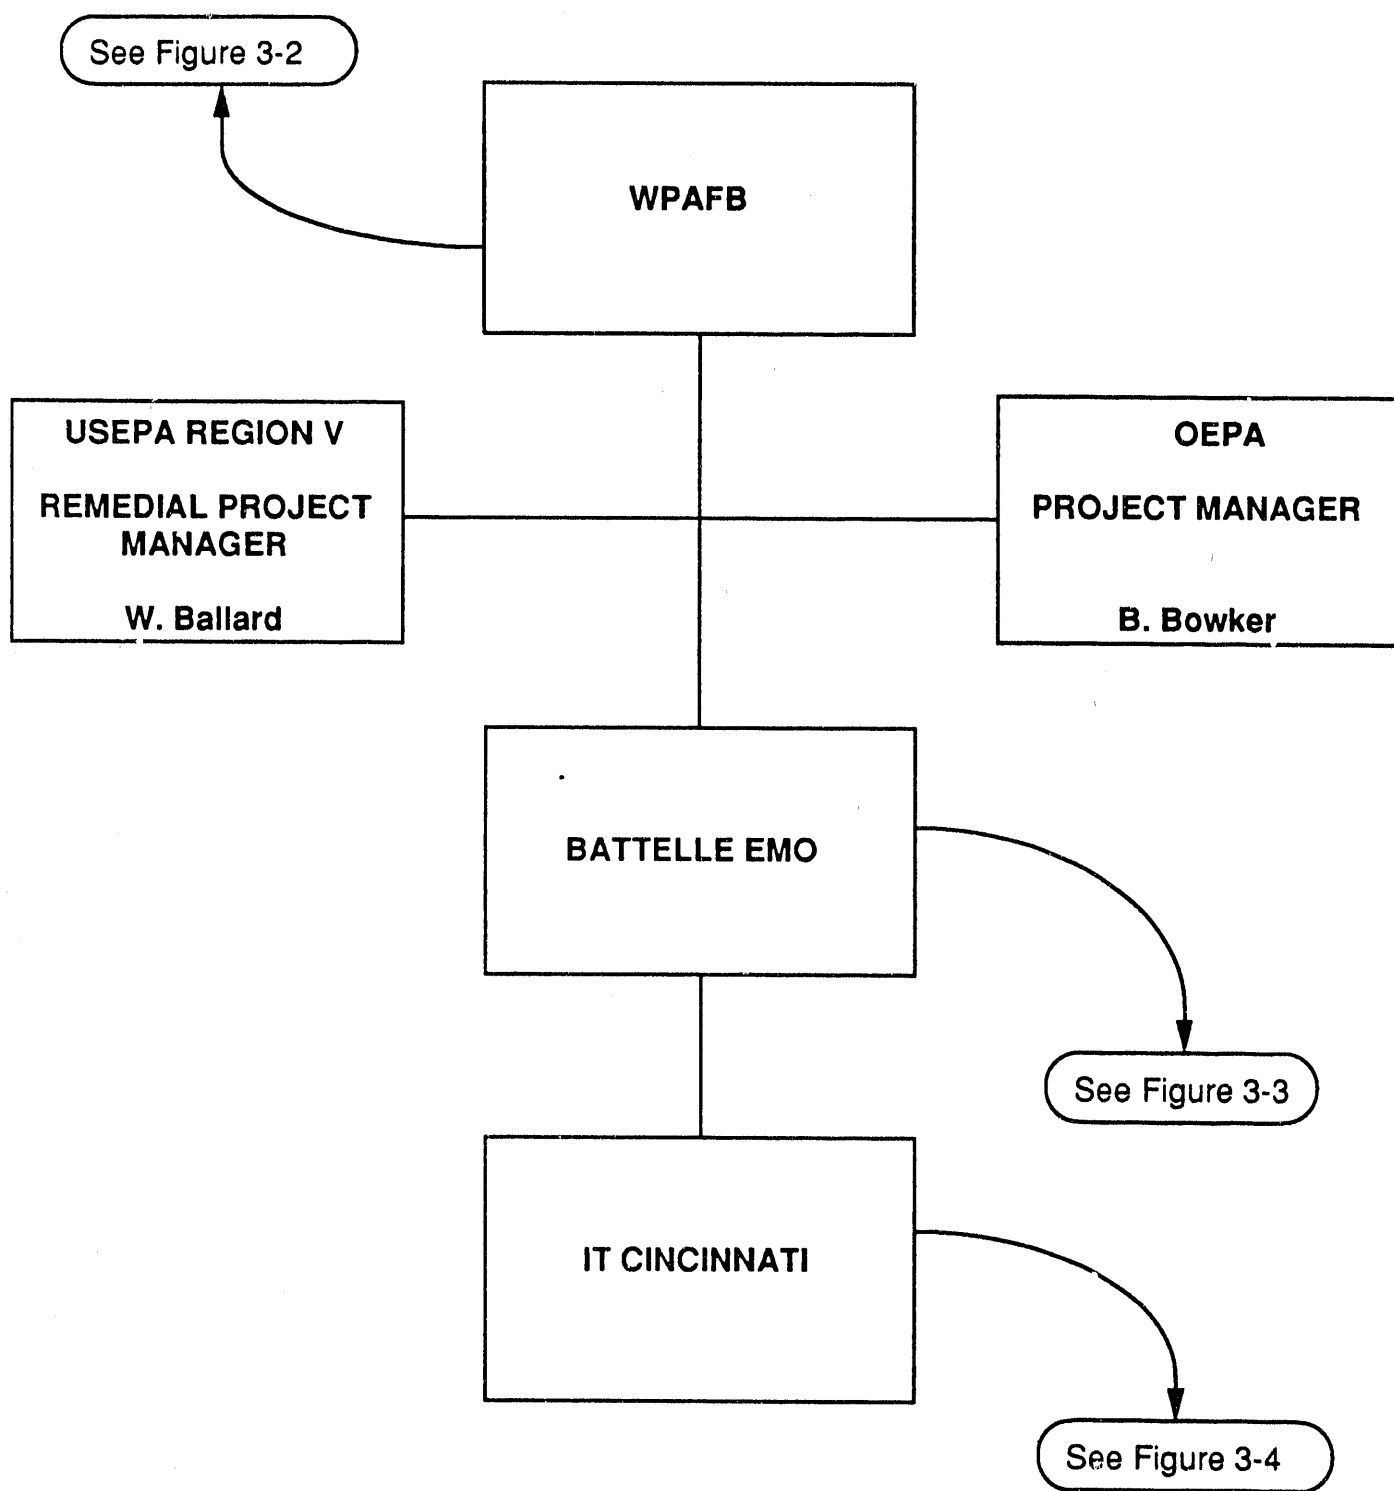 See Figure 3-2
WPAFB
USEPA REGION V
REMEDIAL PROJECT
MANAGER
W. Ballard
OEPA
PROJECT MANAGER
B. Bowker
BATTELLE EMO
See Figure 3-3
IT CINCINNATI
See Figure 3-4